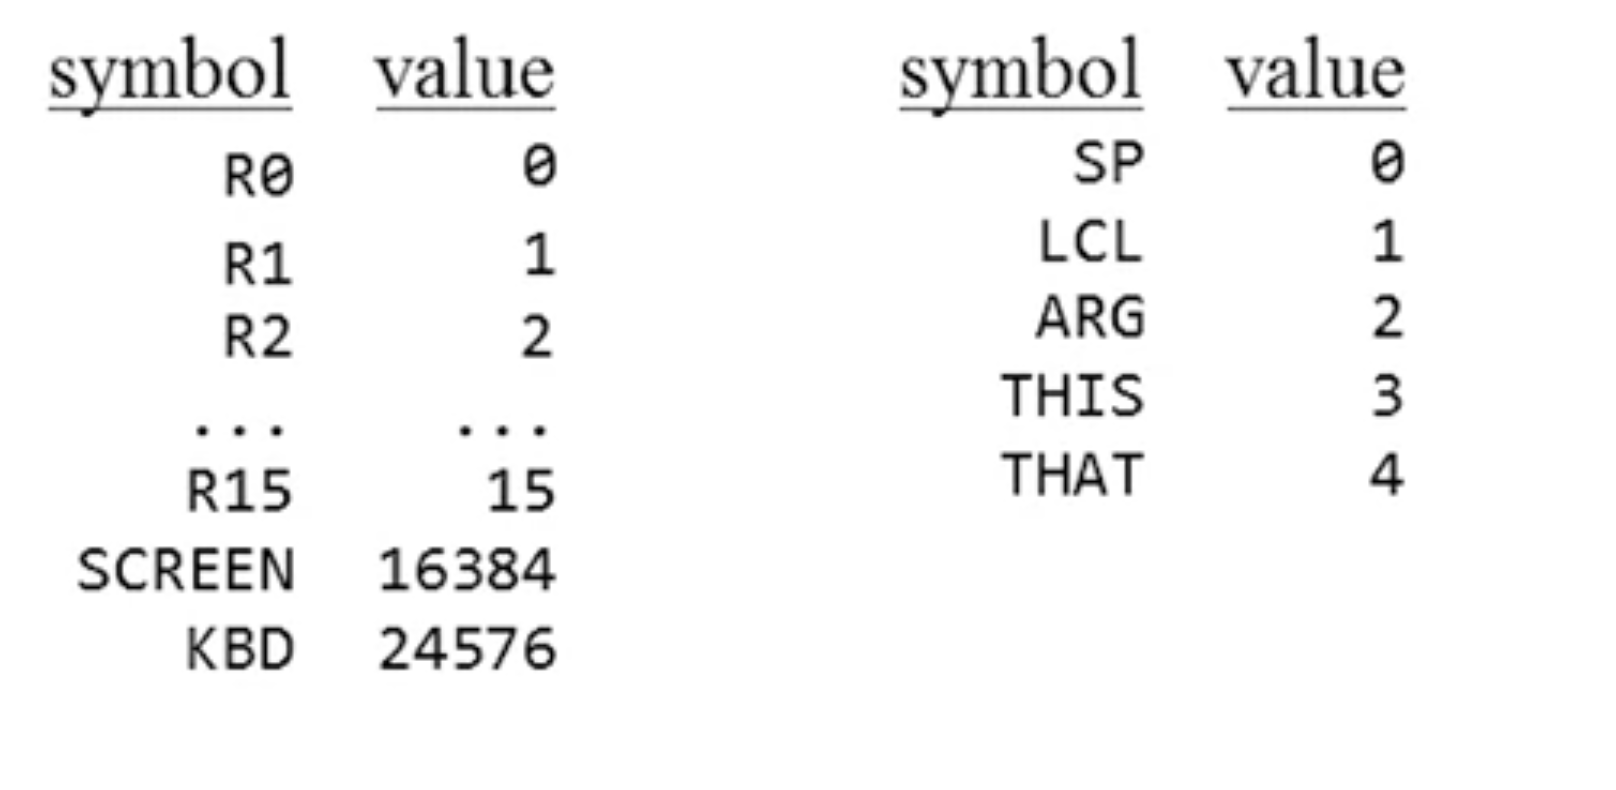 symbol value
R0 0
R1 1
R2 2
... ...
R15 15
SCREEN 16384
KBD 24576
symbol value
SP 0
LCL 1
ARG 2
THIS 3
THAT 4